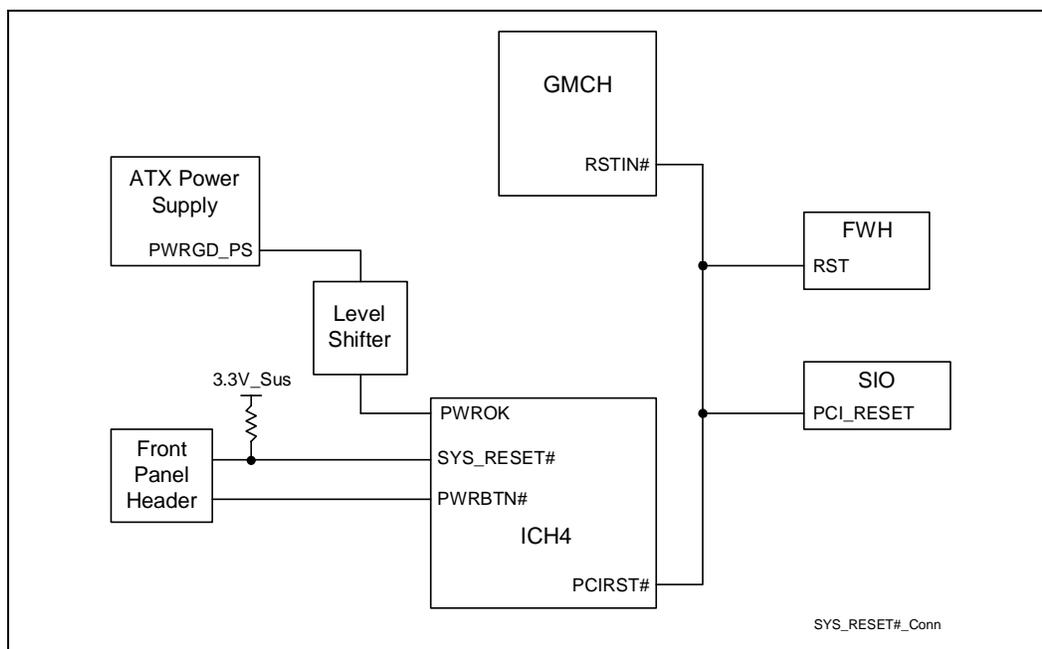 GMCH
RSTIN#
ATX Power
Supply
PWRGD_PS
FWH
RST
Level
Shifter
3.3V_Sus
SIO
PCI_RESET
PWROK
Front
Panel
Header
SYS_RESET#
PWRBTN#
ICH4
PCIRST#
SYS_RESET#_Conn